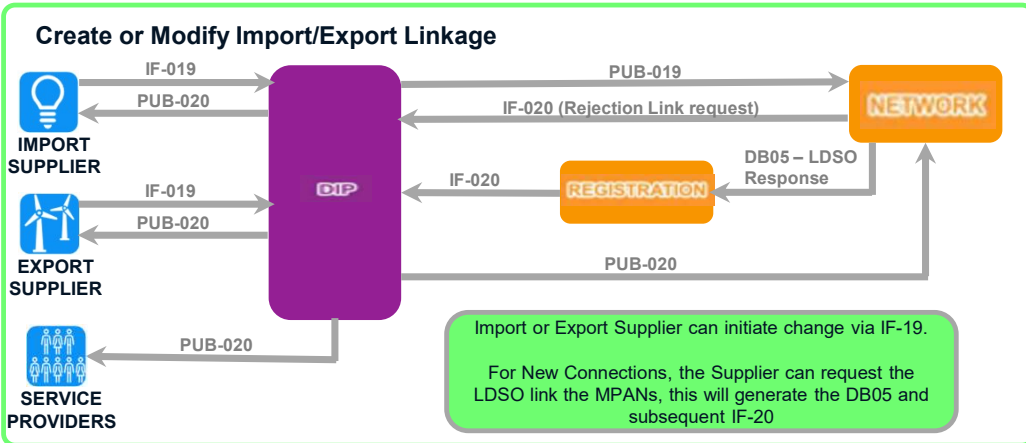 Create or Modify Import/Export Linkage
IF-019
PUB-020
IMPORT
SUPPLIER
IF-019
PUB-020
EXPORT
SUPPLIER
PUB-020
SERVICE
PROVIDERS
DIP
PUB-019
IF-020 (Rejection Link request)
NETWORK
DB05 – LDSO
Response
IF-020
REGISTRATION
PUB-020
Import or Export Supplier can initiate change via IF-19.
For New Connections, the Supplier can request the
LDSO link the MPANs, this will generate the DB05 and
subsequent IF-20